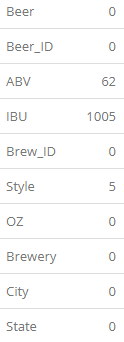 Beer 0
Beer_ID 0
ABV 62
IBU 1005
Brew_ID 0
Style 5
OZ 0
Brewery 0
City 0
State 0